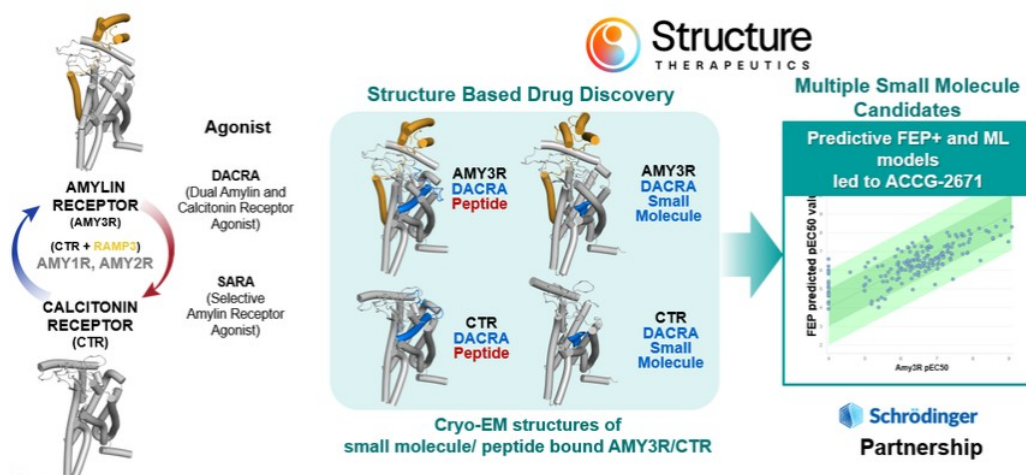 Structure
THERAPEUTICS
Agonist
AMYLIN
RECEPTOR
(AMY3R)
(CTR + RAMP3)
AMY1R, AMY2R
CALCITONIN
RECEPTOR
(CTR)
DACRA
(Dual Amylin and
Calcitonin Receptor
Agonist)
SARA
(Selective
Amylin Receptor
Agonist)
Structure Based Drug Discovery
AMY3R
DACRA
Peptide
AMY3R
DACRA
Small
Molecule
CTR
DACRA
Peptide
CTR
DACRA
Small
Molecule
Cryo-EM structures of
small molecule/ peptide bound AMY3R/CTR
Multiple Small Molecule
Candidates
Predictive FEP+ and ML
models
led to ACCG-2671
FEP predicted pEC50
Amy3R pEC50
Schrödinger
Partnership